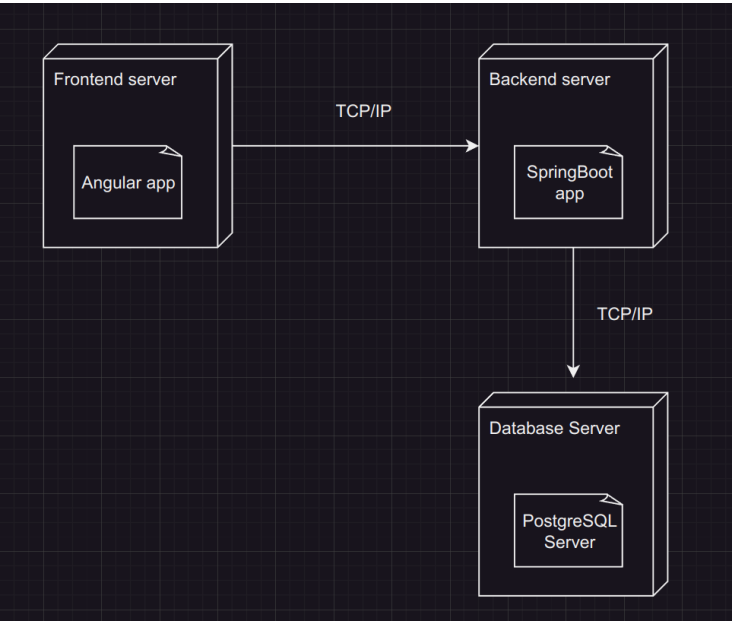 Frontend server
Backend server
TCP/IP
Angular app
SpringBoot
app
TCP/IP
Database Server
PostgreSQL
Server